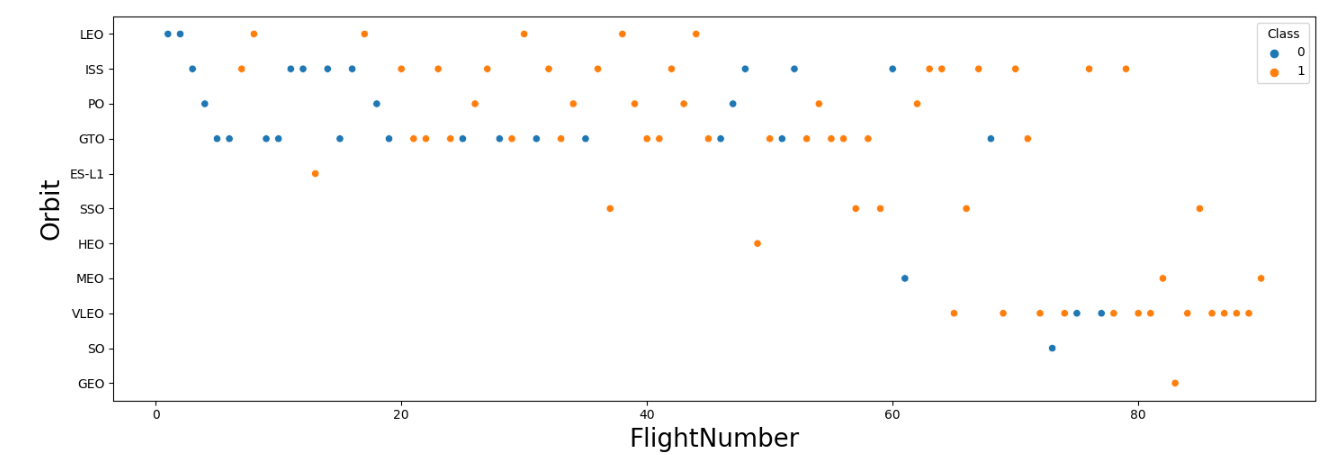 LEO
ISS
PO
GTO
ES-L1
SSO
HEO
MEO
VLEO
SO
GEO
Orbit
0 20 40 60 80
FlightNumber
Class
0
1